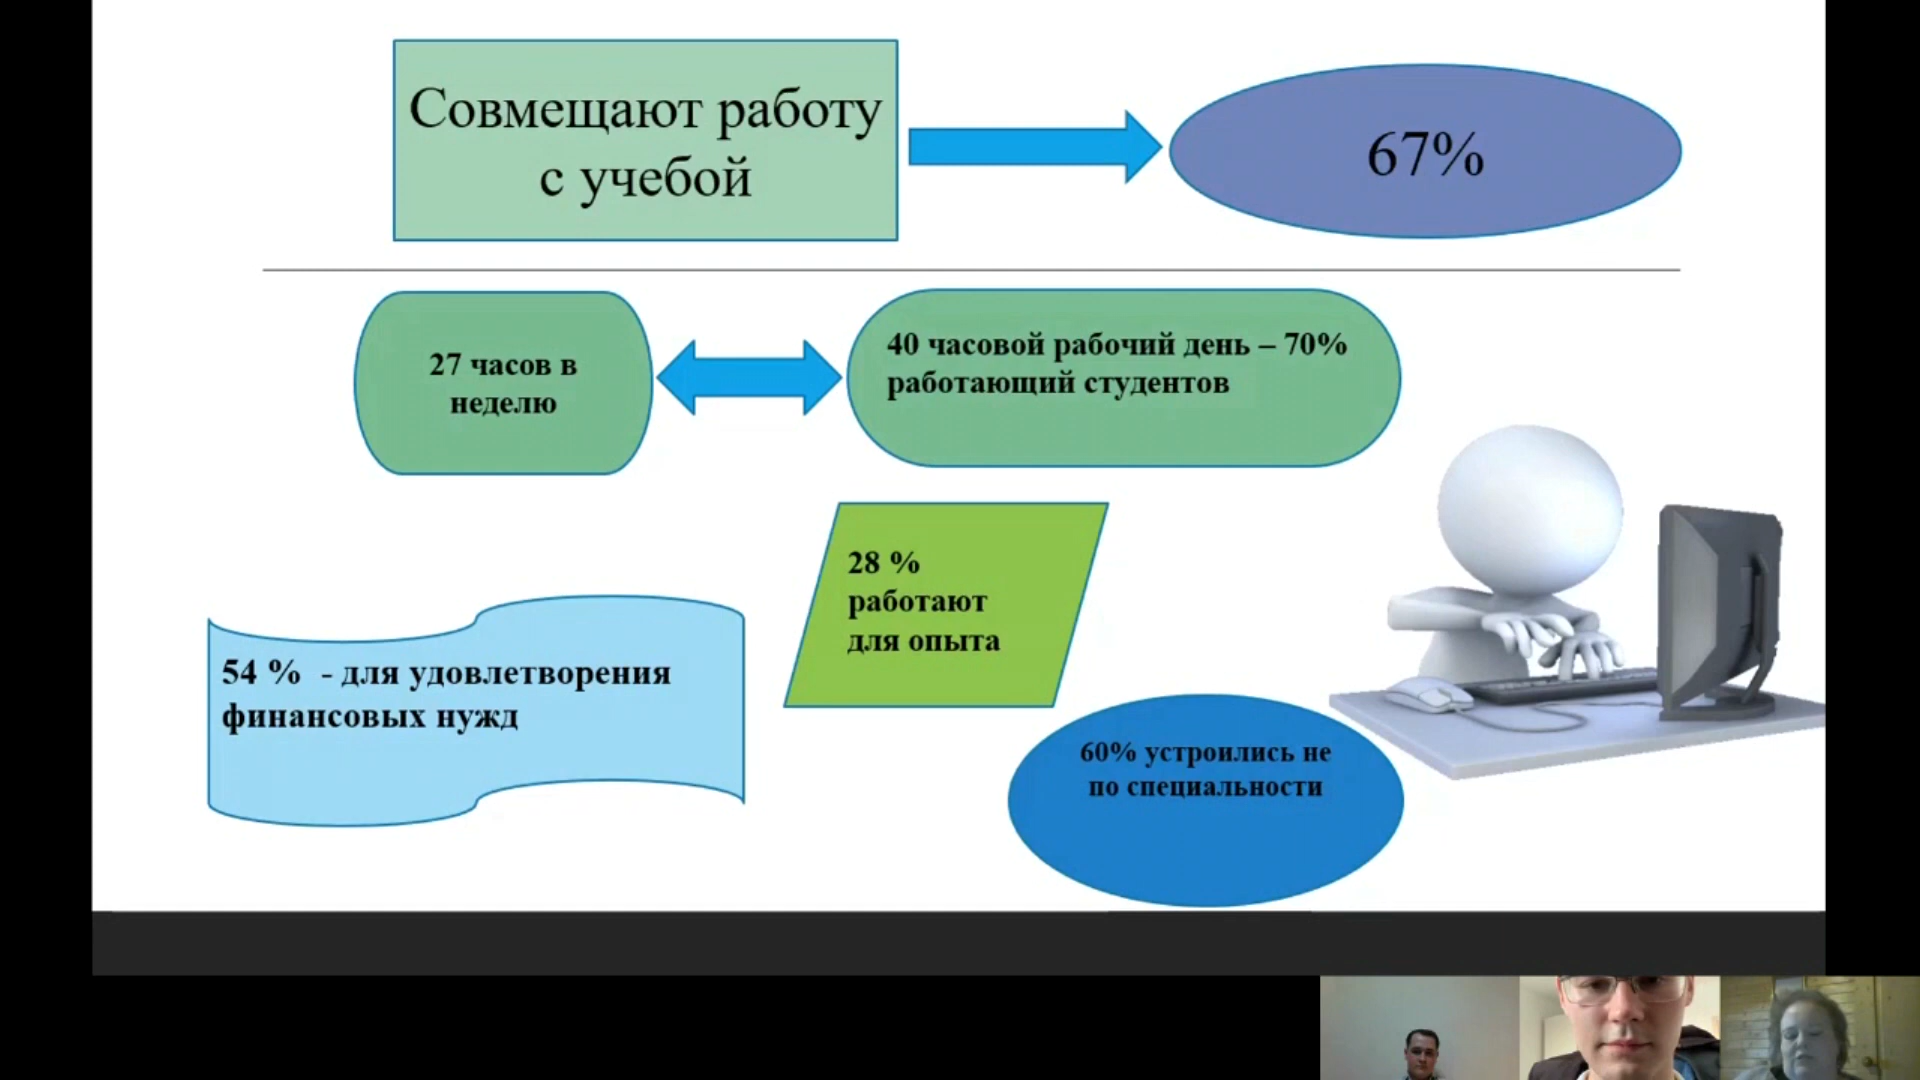 Совмещают работу
с учебой
67%
27 часов в
неделю
40 часовой рабочий день – 70%
работающий студентов
28 %
работают
для опыта
54 %  - для удовлетворения
финансовых нужд
60% устроились не
по специальности